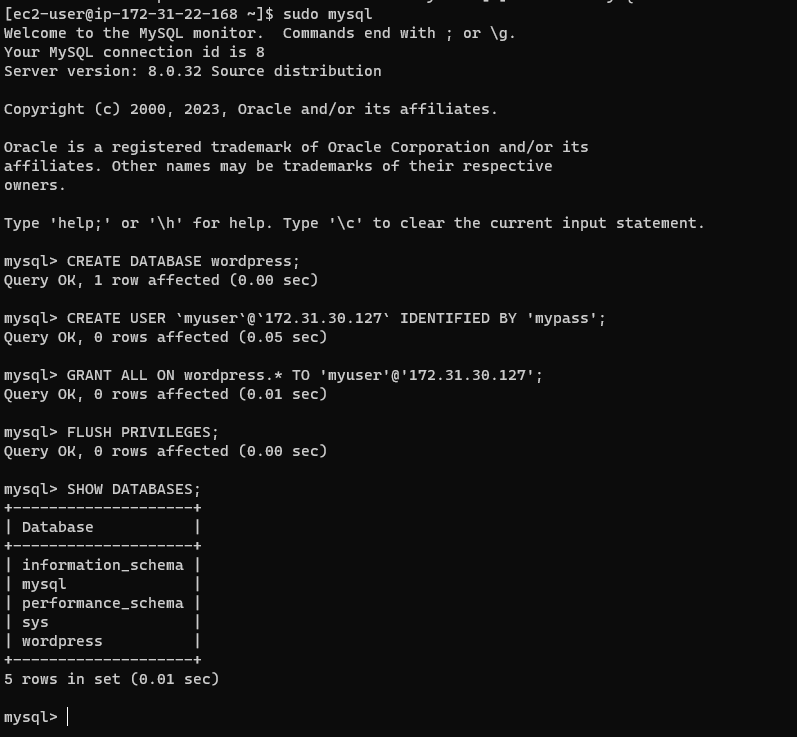 [ec2-user@ip-172-31-22-168 ~]$ sudo mysql
Welcome to the MySQL monitor.  Commands end with ; or \g.
Your MySQL connection id is 8
Server version: 8.0.32 Source distribution
Copyright (c) 2000, 2023, Oracle and/or its affiliates.
Oracle is a registered trademark of Oracle Corporation and/or its
affiliates. Other names may be trademarks of their respective
owners.
Type 'help;' or '\h' for help. Type '\c' to clear the current input statement.
mysql> CREATE DATABASE wordpress;
Query OK, 1 row affected (0.00 sec)
mysql> CREATE USER `myuser`@`172.31.30.127` IDENTIFIED BY 'mypass';
Query OK, 0 rows affected (0.05 sec)
mysql> GRANT ALL ON wordpress.* TO 'myuser'@'172.31.30.127';
Query OK, 0 rows affected (0.01 sec)
mysql> FLUSH PRIVILEGES;
Query OK, 0 rows affected (0.00 sec)
mysql> SHOW DATABASES;
+--------------------+
| Database           |
+--------------------+
| information_schema |
| mysql              |
| performance_schema |
| sys                |
| wordpress          |
+--------------------+
5 rows in set (0.01 sec)
mysql>